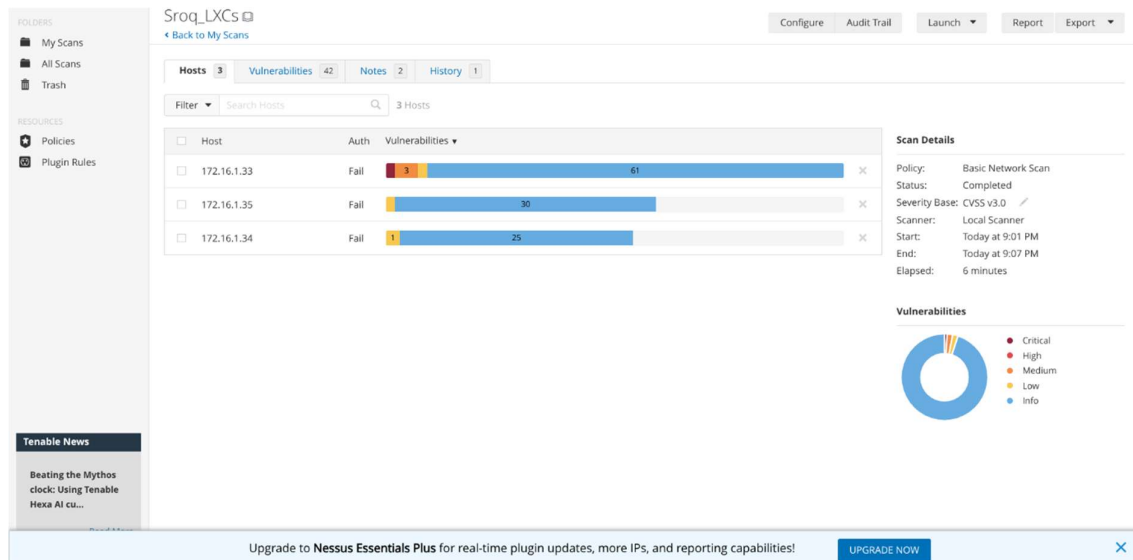 FOLDERS
My Scans
All Scans
Trash
RESOURCES
Policies
Plugin Rules
Tenable News
Beating the Mythos
clock: Using Tenable
Hexa AI cu...
Read More
Sroq_LXCs
Back to My Scans
Configure Audit Trail Launch Report Export
Hosts 3 Vulnerabilities 42 Notes 2 History 1
Filter Search Hosts 3 Hosts
Host Auth Vulnerabilities
172.16.1.33 Fail 3 61
172.16.1.35 Fail 30
172.16.1.34 Fail 1 25
Scan Details
Policy: Basic Network Scan
Status: Completed
Severity Base: CVSS v3.0
Scanner: Local Scanner
Start: Today at 9:01 PM
End: Today at 9:07 PM
Elapsed: 6 minutes
Vulnerabilities
Critical
High
Medium
Low
Info
Upgrade to Nessus Essentials Plus for real-time plugin updates, more IPs, and reporting capabilities! UPGRADE NOW